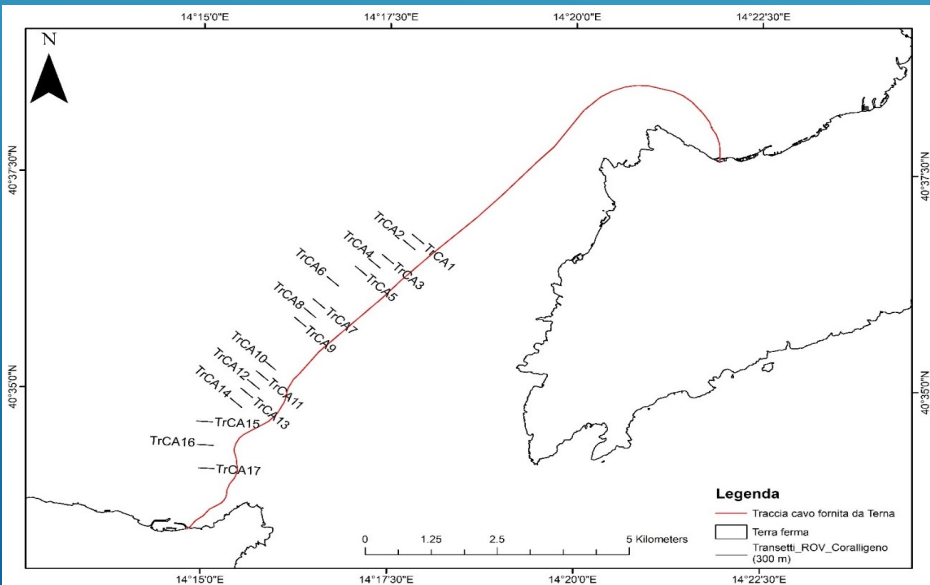 14°15'0"E 14°17'30"E 14°20'0"E 14°22'30"E
N
40°37'30"N 40°37'30"N
TrCA2
TrCA1
TrCA4
TrCA3
TrCA6
TrCA5
TrCA8
TrCA7
TrCA9
TrCA10
TrCA12
TrCA11
TrCA14
TrCA13
40°35'0"N 40°35'0"N
TrCA15
TrCA16
TrCA17
Legenda
Traccia cavo fornita da Terna
Terra ferma
Transetti_ROV_Coralligeno
(300 m)
0 1.25 2.5 5 Kilometers
14°15'0"E 14°17'30"E 14°20'0"E 14°22'30"E